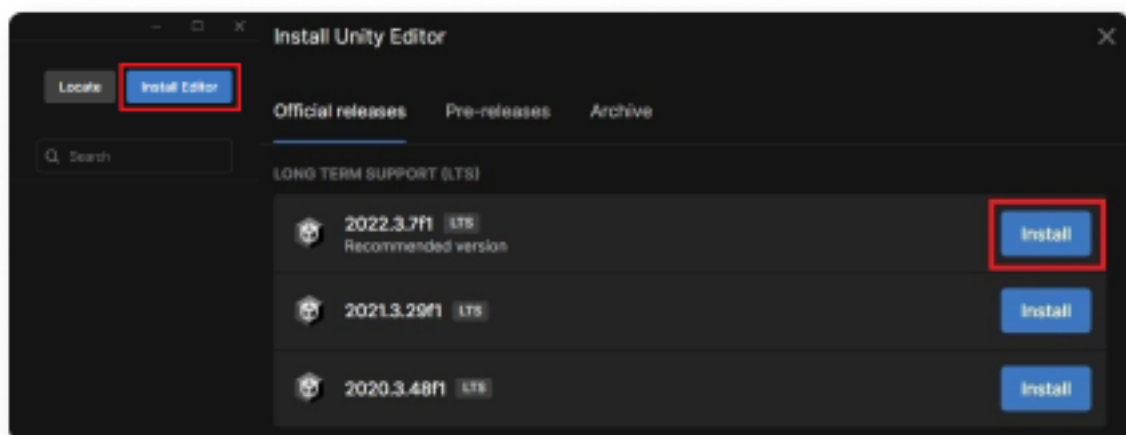 Install Unity Editor
Locate
Install Editor
Official releases
Pre-releases
Archive
Search
LONG TERM SUPPORT (LTS)
2022.3.7f1 LTS
Recommended version
Install
2021.3.29f1 LTS
Install
2020.3.48f1 LTS
Install